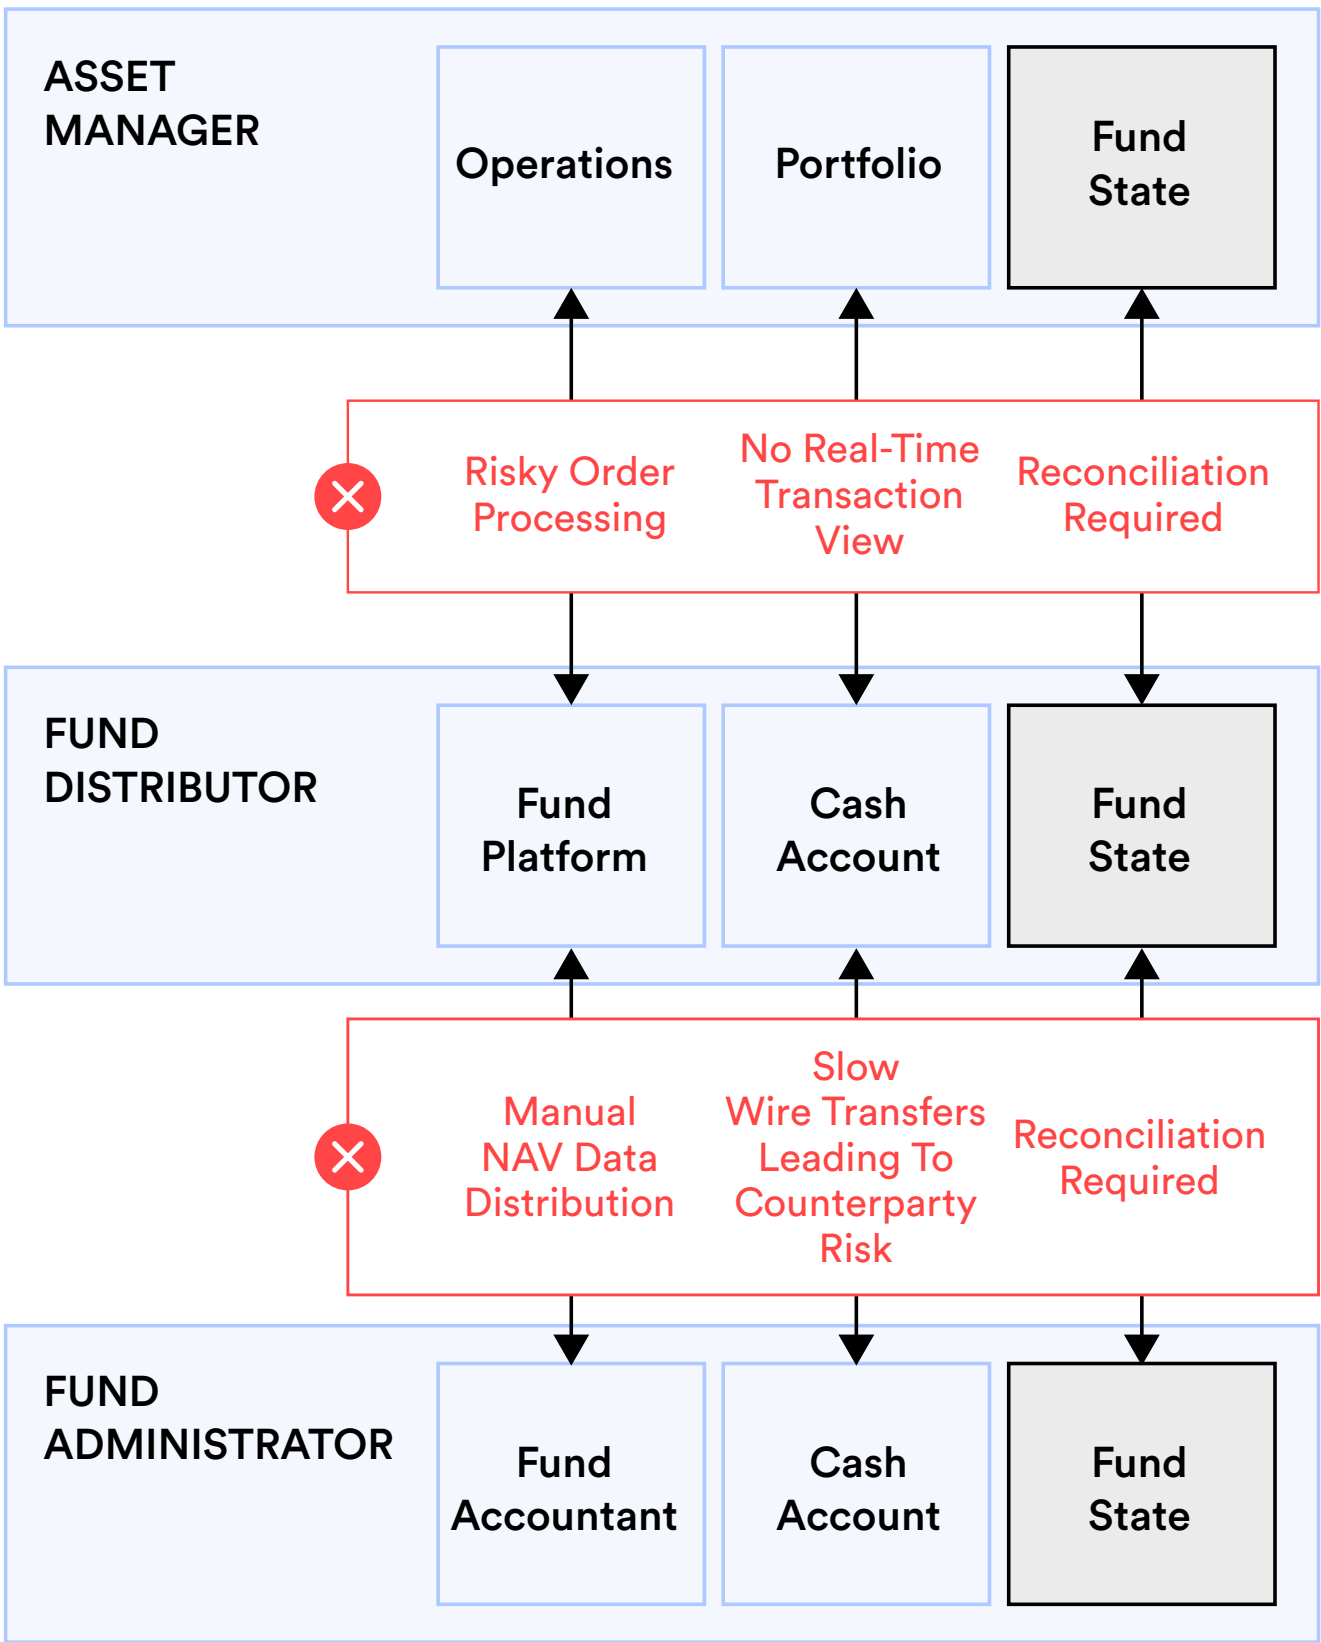 ASSET
MANAGER
Operations
Portfolio
Fund
State
Risky Order
Processing
No Real-Time
Transaction
View
Reconciliation
Required
FUND
DISTRIBUTOR
Fund
Platform
Cash
Account
Fund
State
Manual
NAV Data
Distribution
Slow
Wire Transfers
Leading To
Counterparty
Risk
Reconciliation
Required
FUND
ADMINISTRATOR
Fund
Accountant
Cash
Account
Fund
State